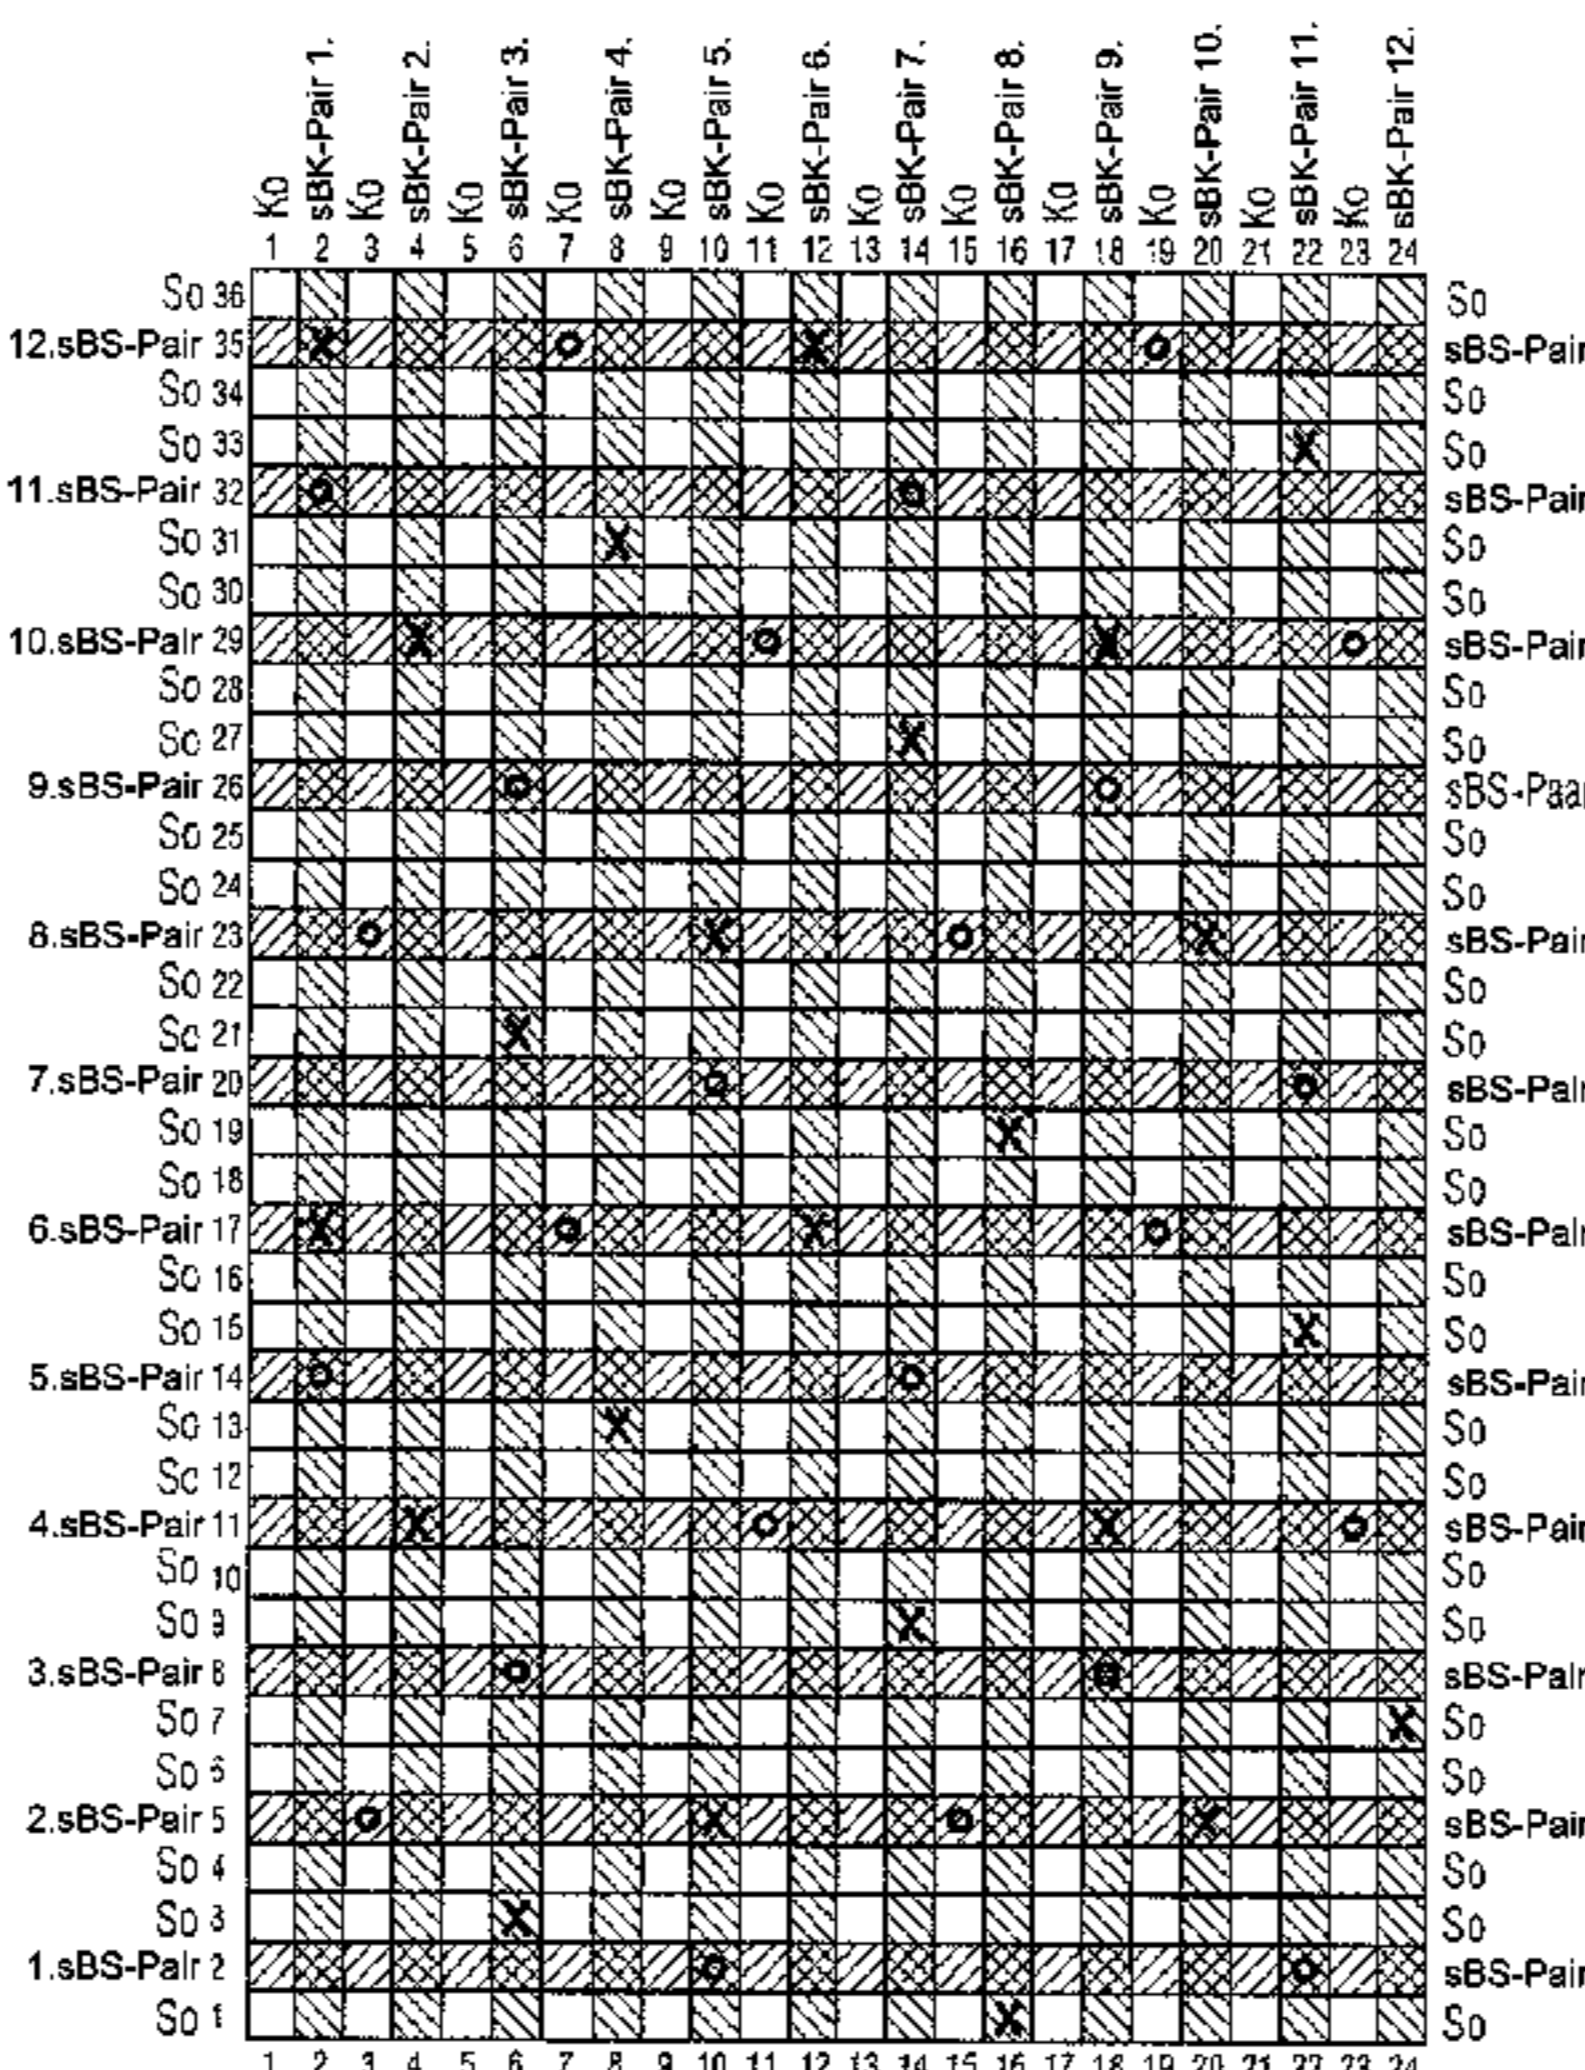 K0 sBK-Pair 1. K0 sBK-Pair 2. K0 sBK-Pair 3. K0 sBK-Pair 4. K0 sBK-Pair 5. K0 sBK-Pair 6. K0 sBK-Pair 7. K0 sBK-Pair 8. K0 sBK-Pair 9. K0 sBK-Pair 10. K0 sBK-Pair 11. K0 sBK-Pair 12.
1 2 3 4 5 6 7 8 9 10 11 12 13 14 15 16 17 18 19 20 21 22 23 24
So 36 So
12.sBS-Pair 35 X O X O sBS-Pair
So 34 So
So 33 X So
11.sBS-Pair 32 O O sBS-Pair
So 31 X So
So 30 So
10.sBS-Pair 29 X O X O sBS-Pair
So 28 So
So 27 X So
9.sBS-Pair 26 O O sBS-Paar
So 25 So
So 24 So
8.sBS-Pair 23 O X O X sBS-Pair
So 22 So
So 21 X So
7.sBS-Pair 20 O O sBS-Pair
So 19 X So
So 18 So
6.sBS-Pair 17 X O X O sBS-Pair
So 16 So
So 15 X So
5.sBS-Pair 14 O O sBS-Pair
So 13 X So
So 12 So
4.sBS-Pair 11 X O X O sBS-Pair
So 10 So
So 9 X So
3.sBS-Pair 8 O O sBS-Pair
So 7 X So
So 6 So
2.sBS-Pair 5 O X O X sBS-Pair
So 4 So
So 3 X So
1.sBS-Pair 2 O O sBS-Pair
So 1 X So
1 2 3 4 5 6 7 8 9 10 11 12 13 14 15 16 17 18 19 20 21 22 23 24